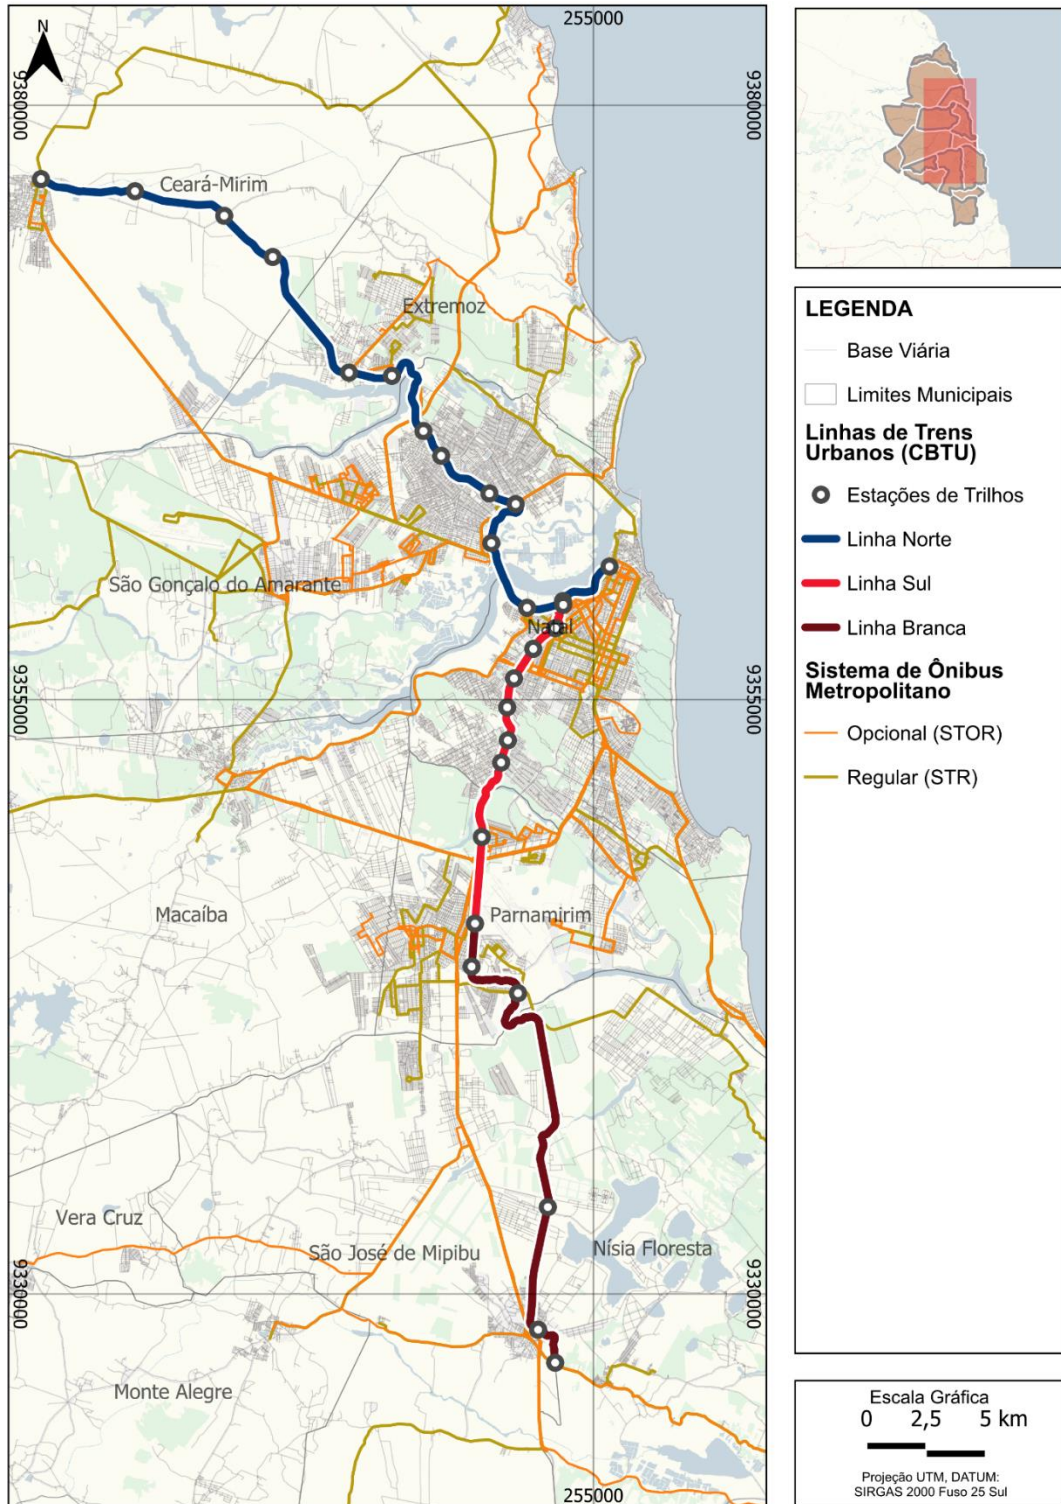 255000
N
9380000
9380000
Ceará-Mirim
Extremoz
São Gonçalo do Amarante
Natal
9355000
9355000
Macaíba
Parnamirim
Vera Cruz
São José de Mipibu
Nísia Floresta
9330000
9330000
Monte Alegre
255000
LEGENDA
Base Viária
Limites Municipais
Linhas de Trens
Urbanos (CBTU)
Estações de Trilhos
Linha Norte
Linha Sul
Linha Branca
Sistema de Ônibus
Metropolitano
Opcional (STOR)
Regular (STR)
Escala Gráfica
0 2,5 5 km
Projeção UTM, DATUM:
SIRGAS 2000 Fuso 25 Sul